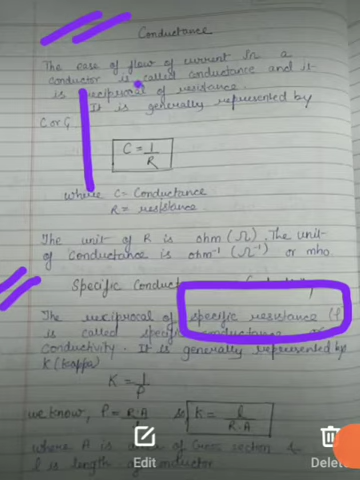 Conductance
The ease of flow of current In a
conductor is called conductance and it
is reciprocal of resistance.
It is generally represented by
C or G
C = 1/R
where C = Conductance
R = resistance
The unit of R is ohm (Ω). The unit
of conductance is ohm⁻¹ (Ω⁻¹) or mho.
Specific
The reciprocal of specific resistance (ρ
is called conductance
conductivity. It is generally represented by
K (kappa)
K = 1/ρ
we know, ρ = R.A so K = l/R.A
where A is of Cross section &
l is length of conductor
Edit
Delete